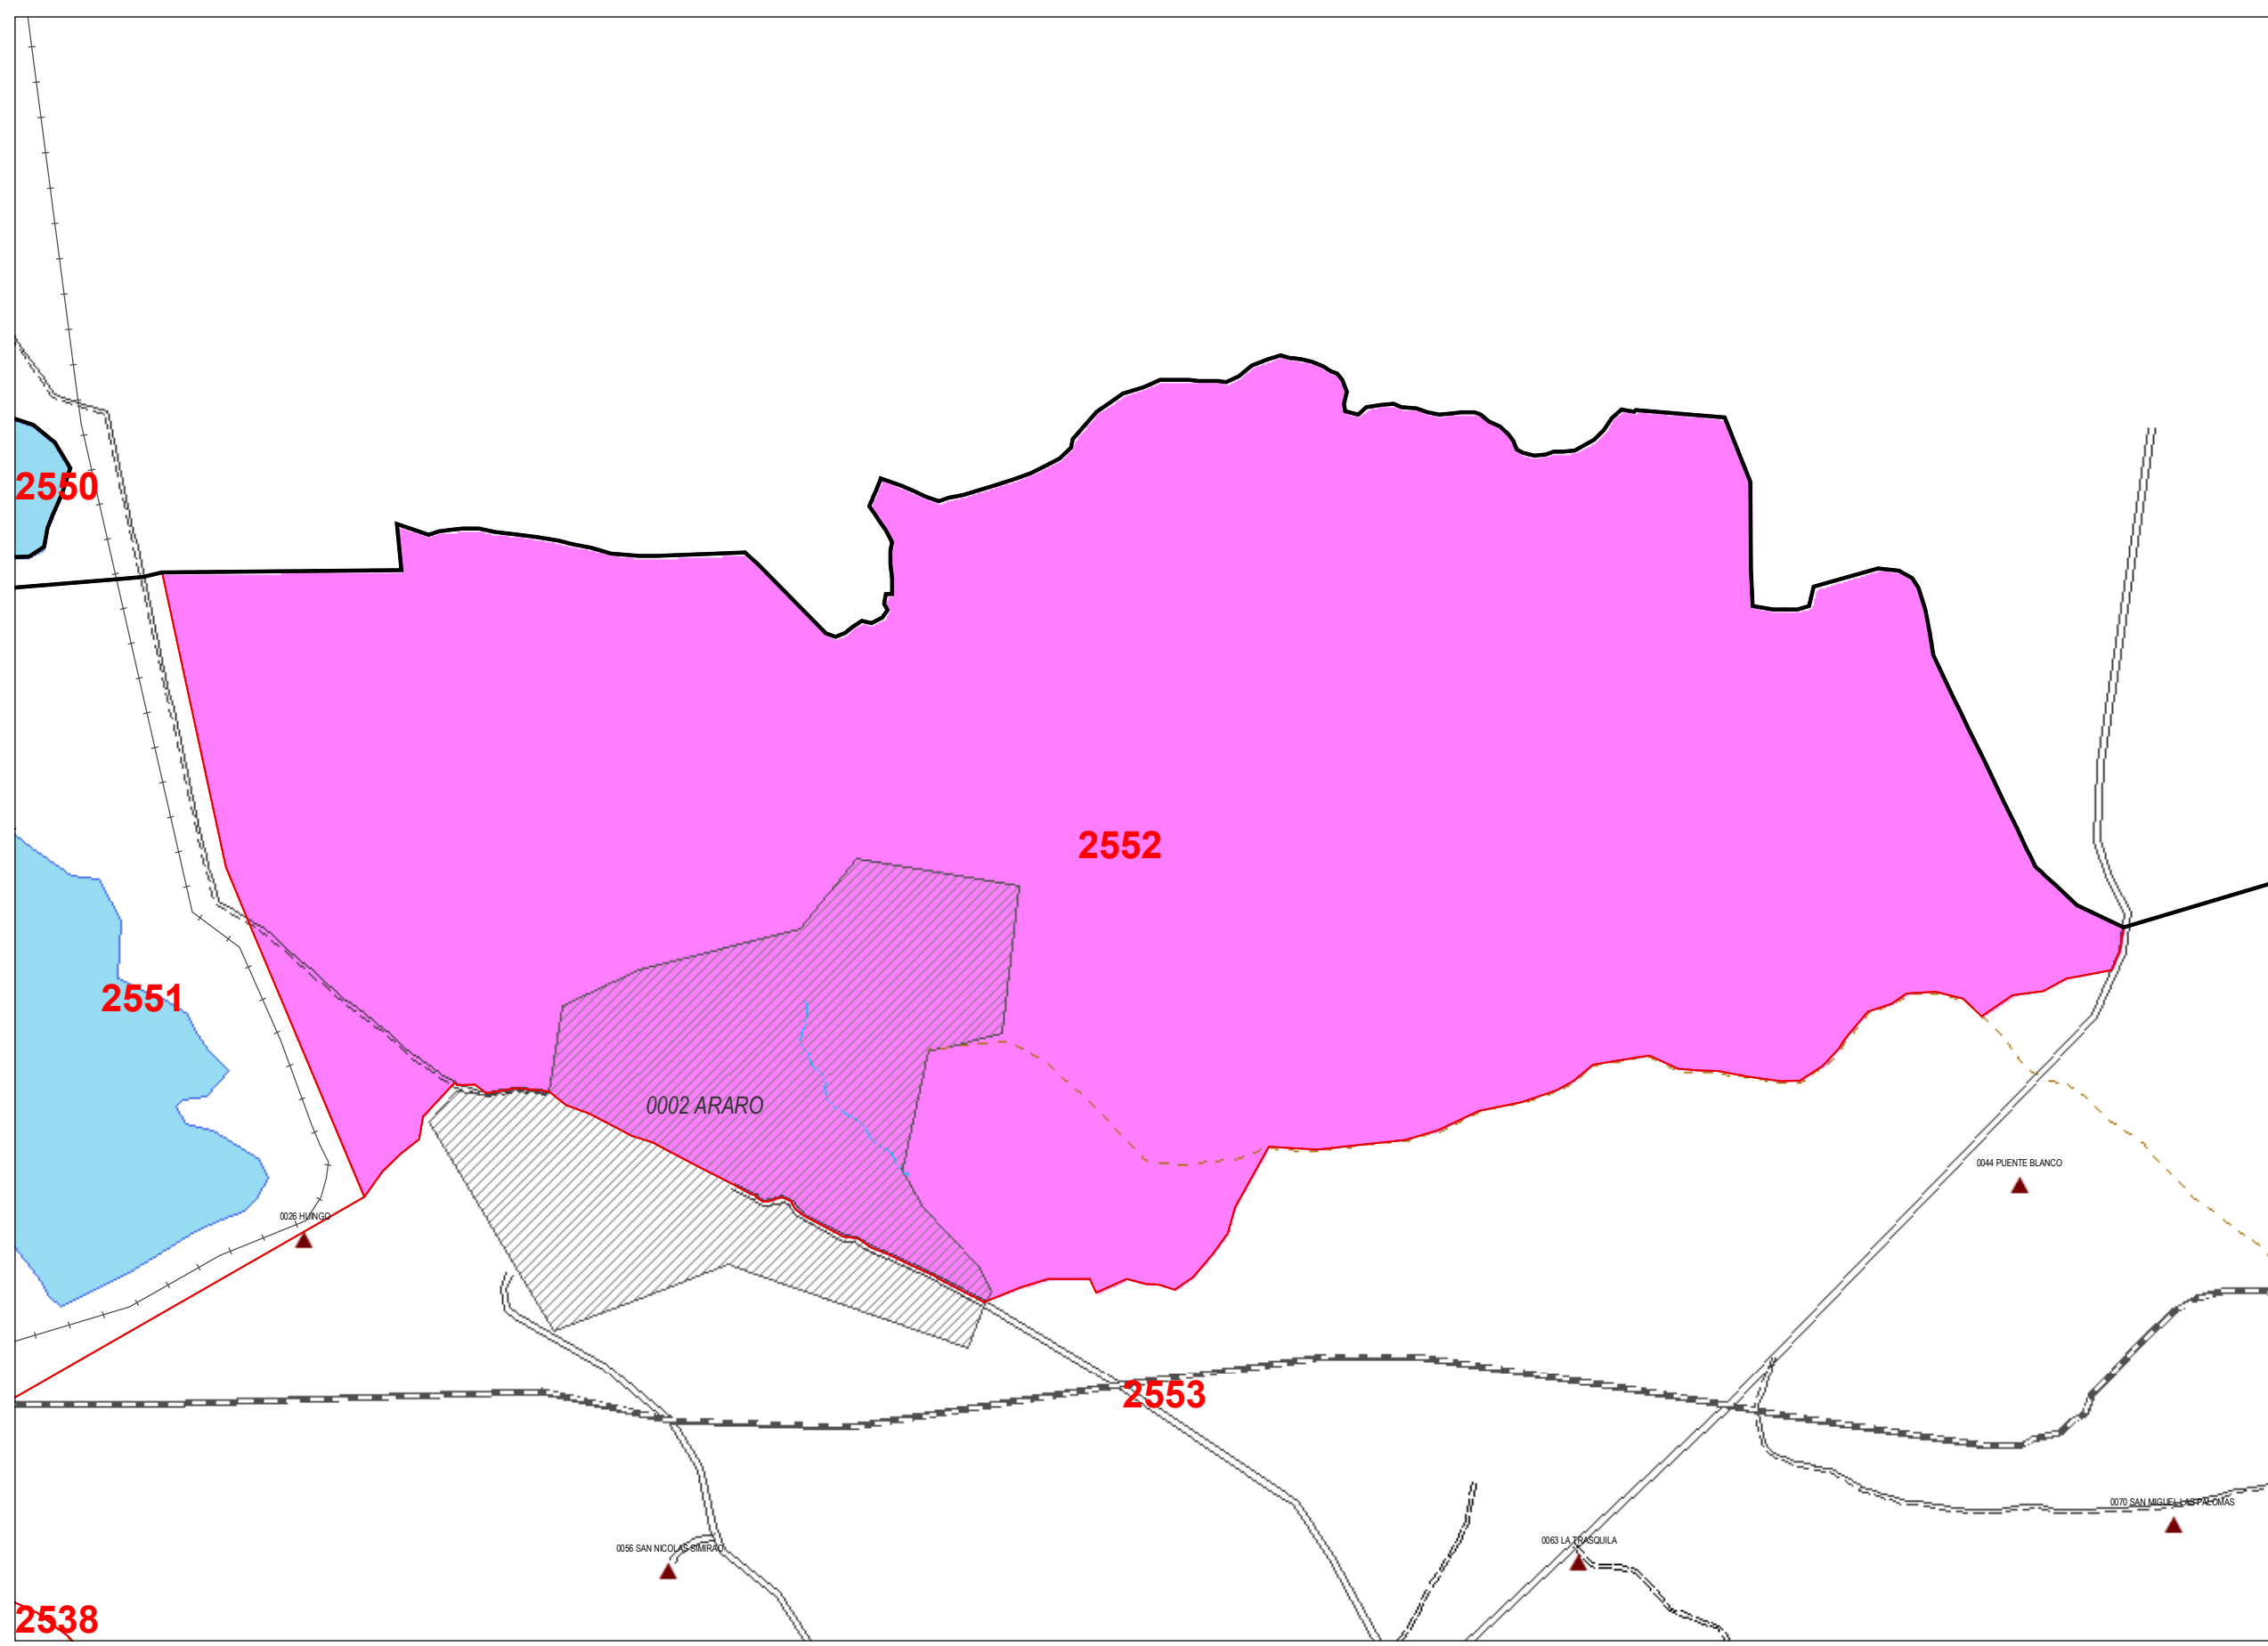 2550
2552
2551
0002 ARARO
0044 PUENTE BLANCO
0026 HUINGO
2553
0070 SAN MIGUEL LAS PALOMAS
0063 LA TRASQUILA
0056 SAN NICOLAS SIMIRAO
2538